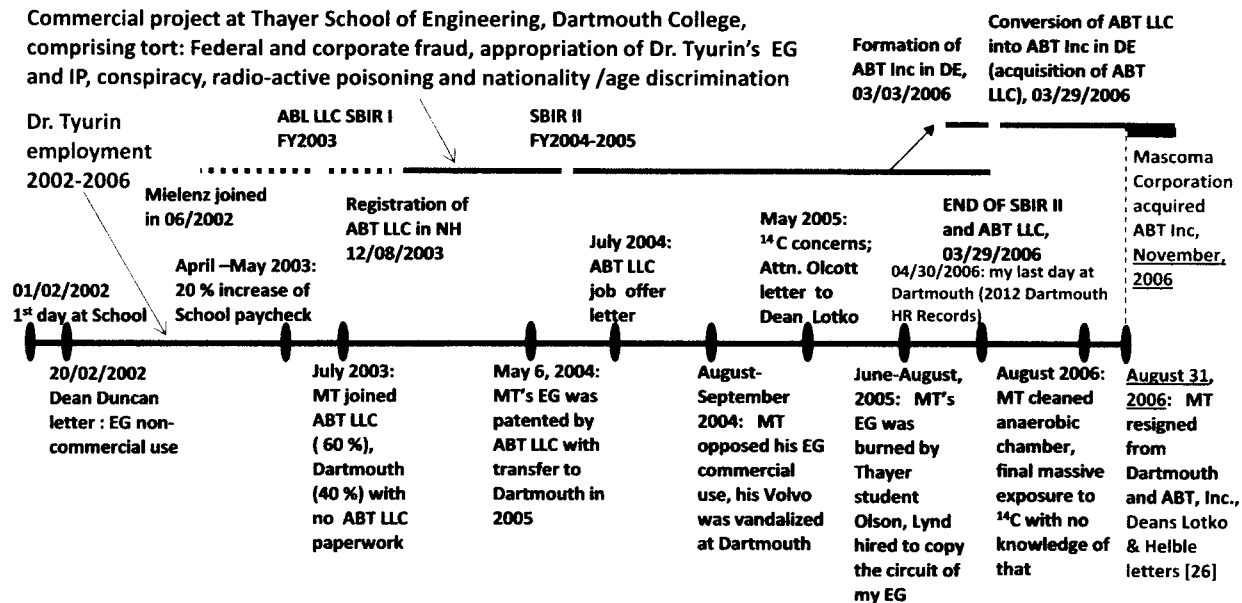 Commercial project at Thayer School of Engineering, Dartmouth College,
comprising tort: Federal and corporate fraud, appropriation of Dr. Tyurin's EG
and IP, conspiracy, radio-active poisoning and nationality /age discrimination
Formation of
ABT Inc in DE,
03/03/2006
Conversion of ABT LLC
into ABT Inc in DE
(acquisition of ABT
LLC), 03/29/2006
Dr. Tyurin
employment
2002-2006
ABL LLC SBIR I
FY2003
SBIR II
FY2004-2005
Mielenz joined
in 06/2002
Registration of
ABT LLC in NH
12/08/2003
Mascoma
Corporation
acquired
ABT Inc,
November,
2006
01/02/2002
1st day at School
April –May 2003:
20 % increase of
School paycheck
July 2004:
ABT LLC
job offer
letter
May 2005:
14 C concerns;
Attn. Olcott
letter to
Dean Lotko
END OF SBIR II
and ABT LLC,
03/29/2006
04/30/2006: my last day at
Dartmouth (2012 Dartmouth
HR Records)
20/02/2002
Dean Duncan
letter : EG non-
commercial use
July 2003:
MT joined
ABT LLC
( 60 %),
Dartmouth
(40 %) with
no ABT LLC
paperwork
May 6, 2004:
MT's EG was
patented by
ABT LLC with
transfer to
Dartmouth in
2005
August-
September
2004: MT
opposed his EG
commercial
use, his Volvo
was vandalized
at Dartmouth
June-August,
2005: MT's
EG was
burned by
Thayer
student
Olson, Lynd
hired to copy
the circuit of
my EG
August 2006:
MT cleaned
anaerobic
chamber,
final massive
exposure to
14C with no
knowledge of
that
August 31,
2006: MT
resigned
from
Dartmouth
and ABT, Inc.,
Deans Lotko
& Helble
letters [26]